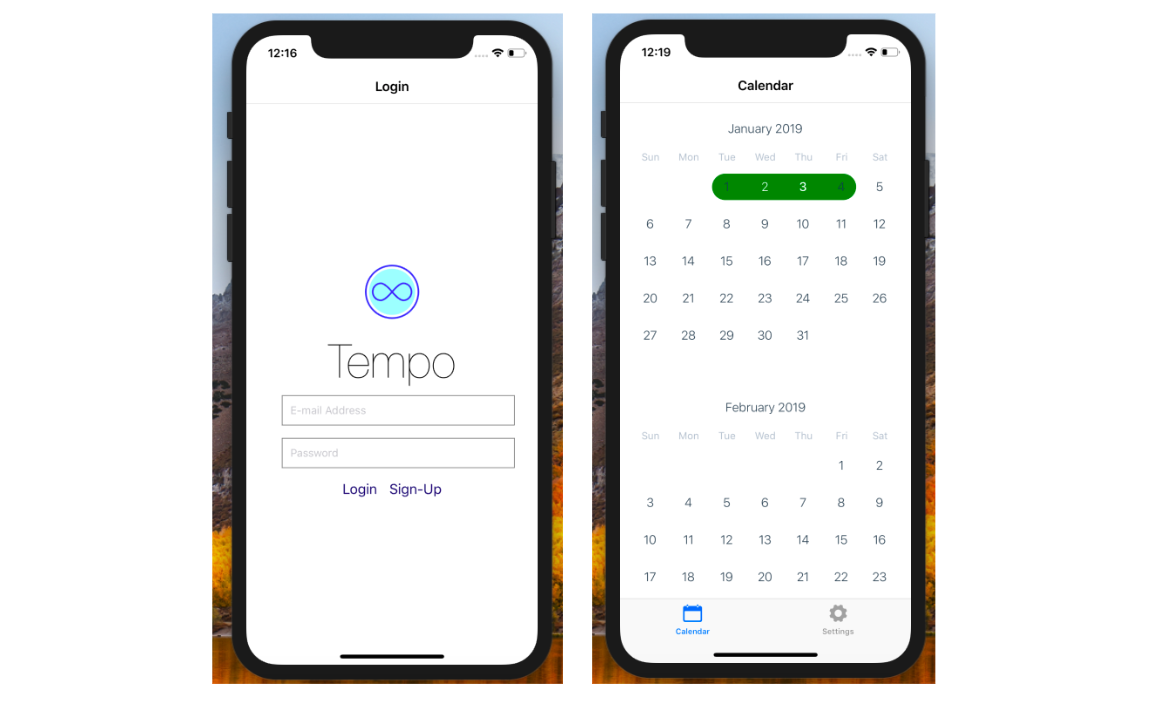 12:16
Login
Tempo
E-mail Address
Password
Login Sign-Up
12:19
Calendar
January 2019
Sun Mon Tue Wed Thu Fri Sat
1 2 3 4 5
6 7 8 9 10 11 12
13 14 15 16 17 18 19
20 21 22 23 24 25 26
27 28 29 30 31
February 2019
Sun Mon Tue Wed Thu Fri Sat
1 2
3 4 5 6 7 8 9
10 11 12 13 14 15 16
17 18 19 20 21 22 23
Calendar Settings